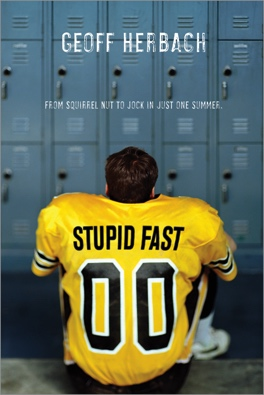 GEOFF HERBACH
FROM SQUIRREL NUT TO JOCK IN JUST ONE SUMMER.
STUPID FAST
00